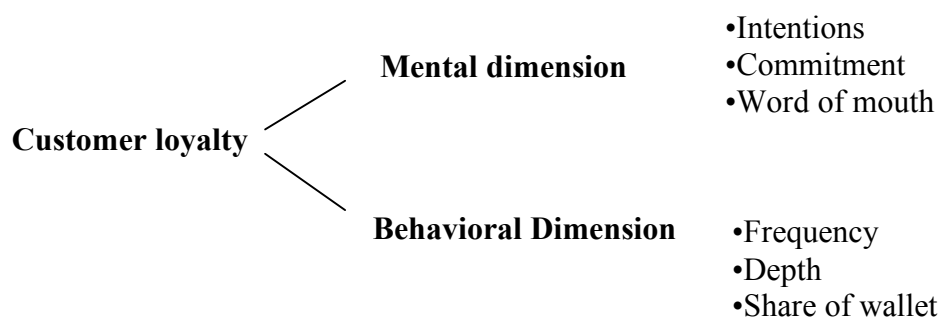 Customer loyalty
Mental dimension
•Intentions
•Commitment
•Word of mouth
Behavioral Dimension
•Frequency
•Depth
•Share of wallet